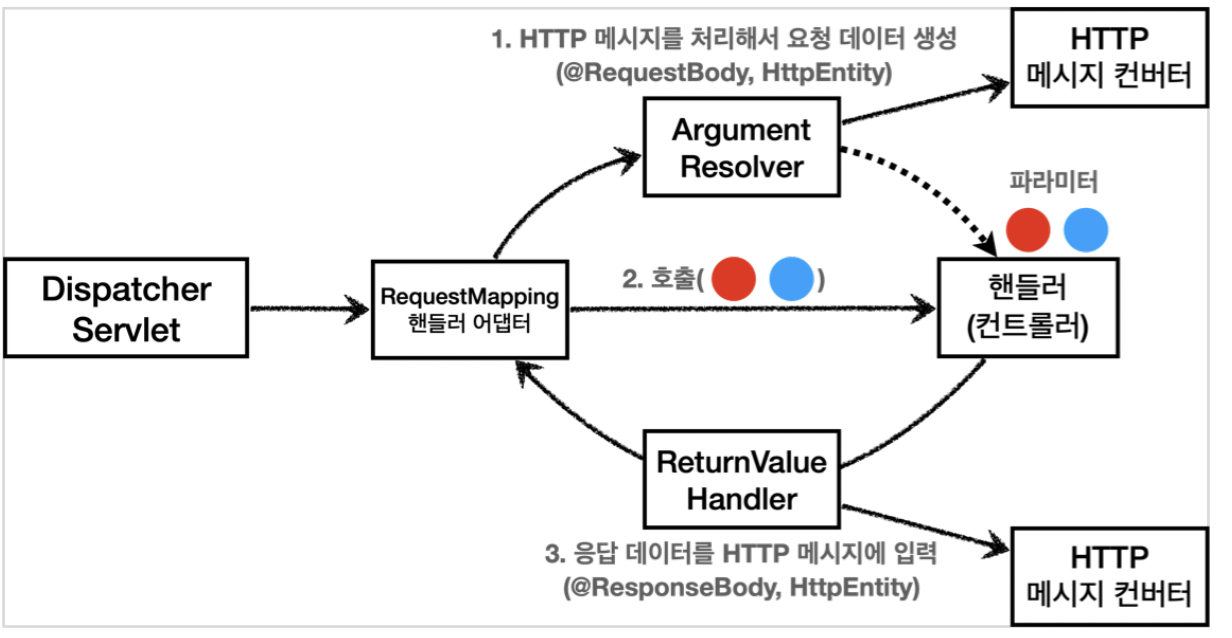 1. HTTP 메시지를 처리해서 요청 데이터 생성
(@RequestBody, HttpEntity)
HTTP
메시지 컨버터
Argument
Resolver
파라미터
Dispatcher
Servlet
RequestMapping
핸들러 어댑터
2. 호출( )
핸들러
(컨트롤러)
ReturnValue
Handler
3. 응답 데이터를 HTTP 메시지에 입력
(@ResponseBody, HttpEntity)
HTTP
메시지 컨버터